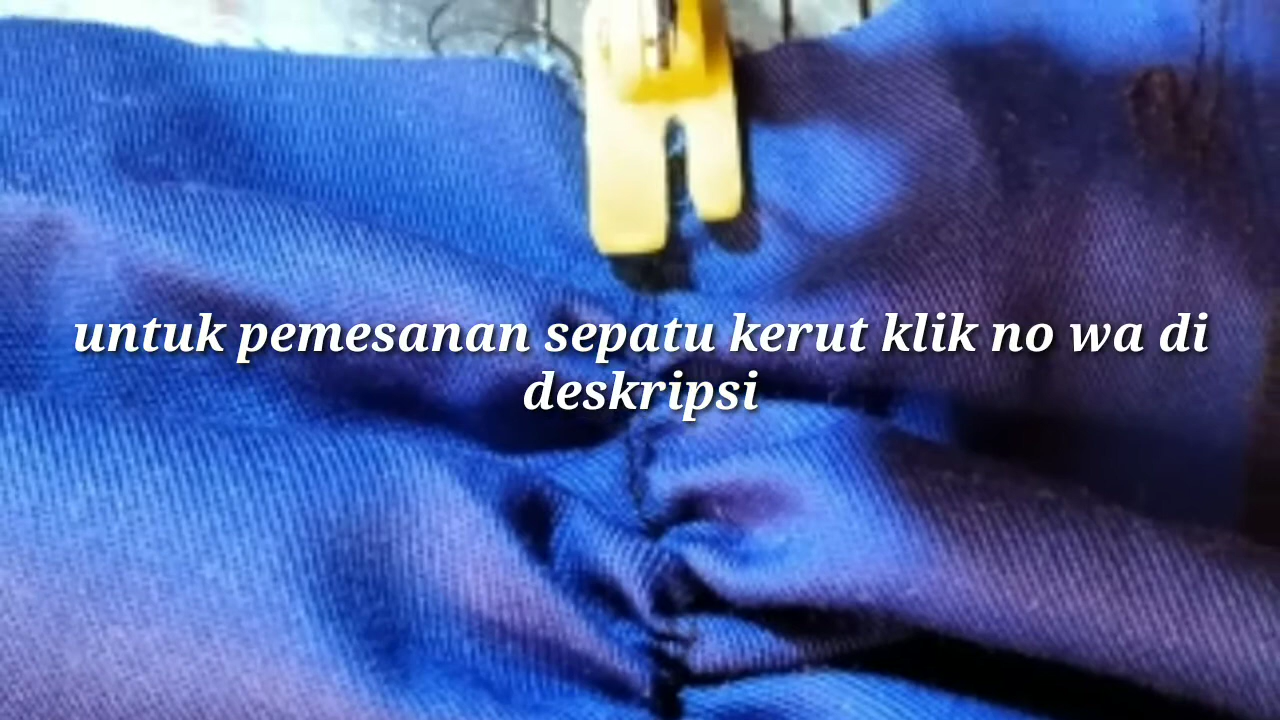 untuk pemesanan sepatu kerut klik no wa di
deskripsi